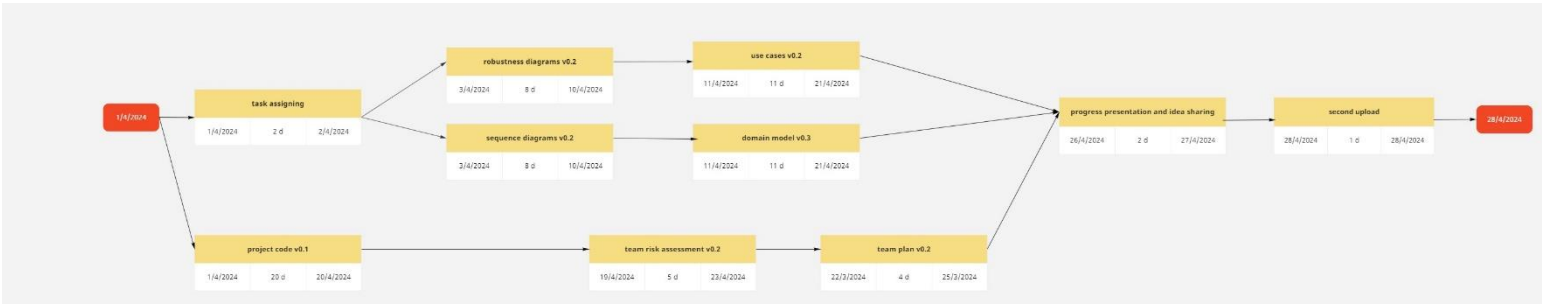 1/4/2024
task assigning
1/4/2024 2 d 2/4/2024
robustness diagrams v0.2
3/4/2024 8 d 10/4/2024
use cases v0.2
11/4/2024 11 d 21/4/2024
sequence diagrams v0.2
3/4/2024 8 d 10/4/2024
domain model v0.3
11/4/2024 11 d 21/4/2024
project code v0.1
1/4/2024 20 d 20/4/2024
team risk assessment v0.2
19/4/2024 5 d 23/4/2024
team plan v0.2
22/3/2024 4 d 25/3/2024
progress presentation and idea sharing
26/4/2024 2 d 27/4/2024
second upload
28/4/2024 1 d 28/4/2024
28/4/2024